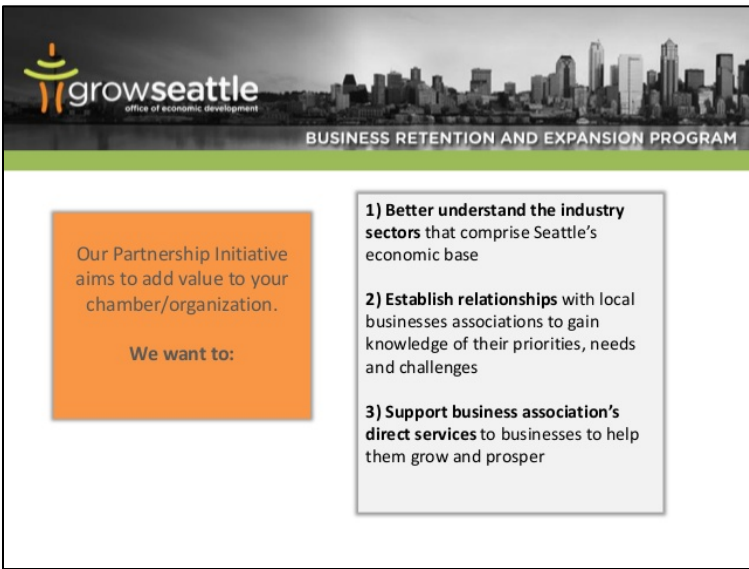 growseattle
office of economic development
BUSINESS RETENTION AND EXPANSION PROGRAM
Our Partnership Initiative
aims to add value to your
chamber/organization.
We want to:
1) Better understand the industry
sectors that comprise Seattle's
economic base
2) Establish relationships with local
businesses associations to gain
knowledge of their priorities, needs
and challenges
3) Support business association's
direct services to businesses to help
them grow and prosper